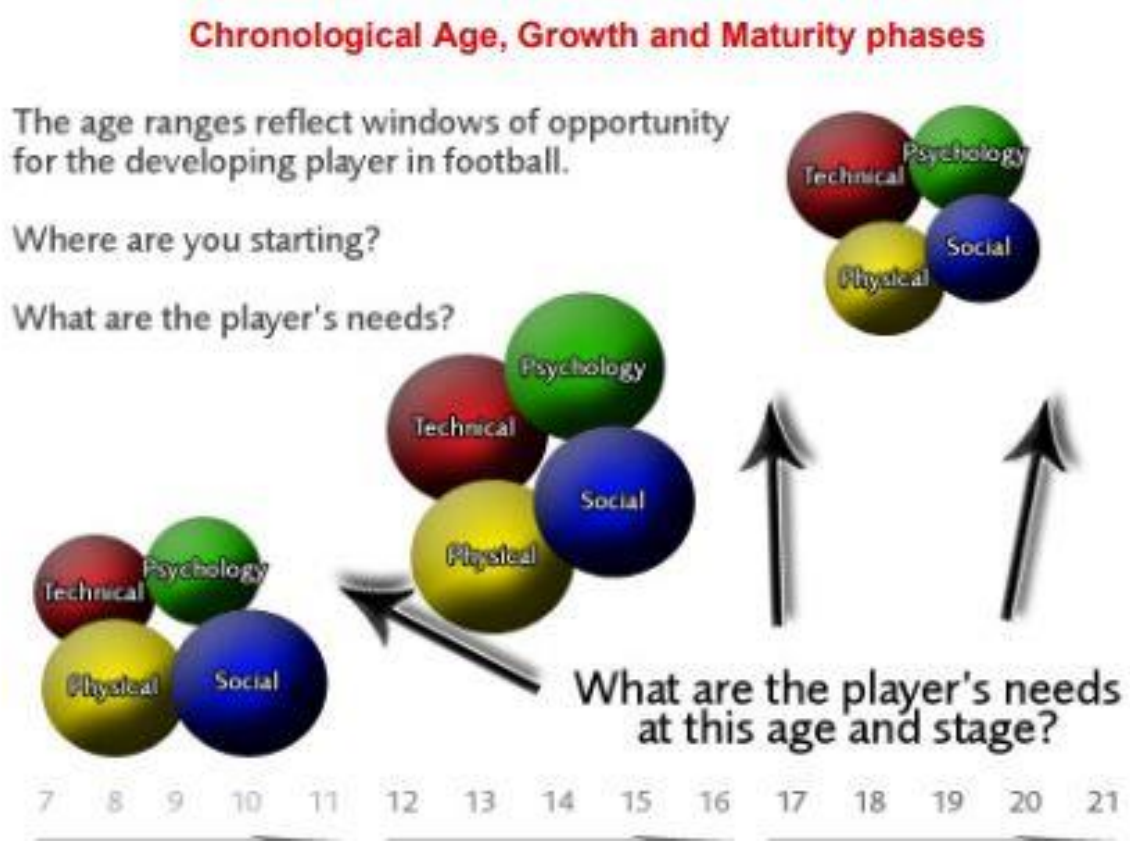 Chronological Age, Growth and Maturity phases
The age ranges reflect windows of opportunity
for the developing player in football.
Where are you starting?
What are the player's needs?
Technical
Psychology
Physical
Social
Psychology
Technical
Social
Physical
Technical
Psychology
Physical
Social
What are the player's needs
at this age and stage?
7 8 9 10 11 12 13 14 15 16 17 18 19 20 21